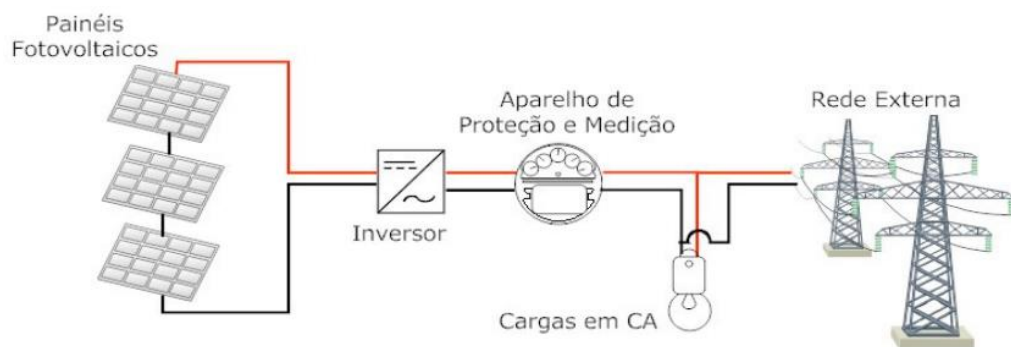 Painéis
Fotovoltaicos
Aparelho de
Proteção e Medição
Rede Externa
Inversor
Cargas em CA